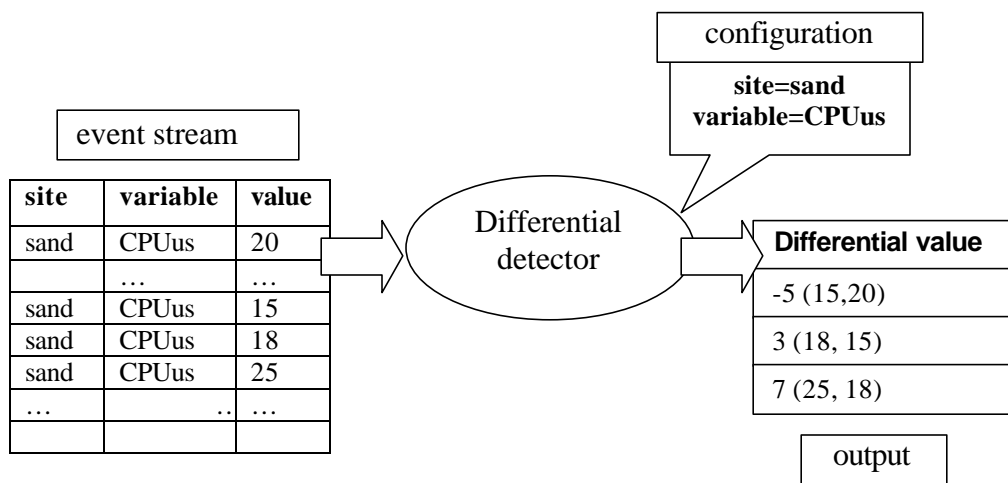 configuration
site=sand
variable=CPUus
event stream
site variable value
sand CPUus 20
… …
sand CPUus 15
sand CPUus 18
sand CPUus 25
… .. …
Differential
detector
Differential value
-5 (15,20)
3 (18, 15)
7 (25, 18)
output